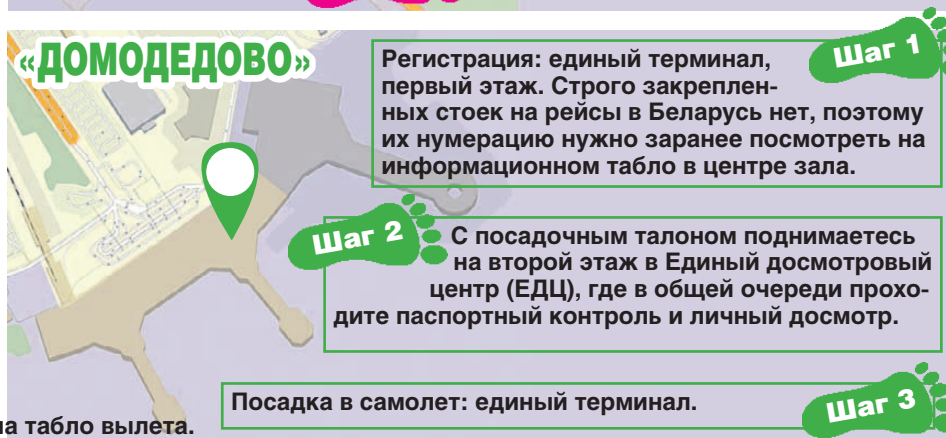 «ДОМОДЕДОВО»
Шаг 1
Регистрация: единый терминал,
первый этаж. Строго закреплен-
ных стоек на рейсы в Беларусь нет, поэтому
их нумерацию нужно заранее посмотреть на
информационном табло в центре зала.
Шаг 2
С посадочным талоном поднимаетесь
на второй этаж в Единый досмотровый
центр (ЕДЦ), где в общей очереди прохо-
дите паспортный контроль и личный досмотр.
Посадка в самолет: единый терминал.
Шаг 3
на табло вылета.